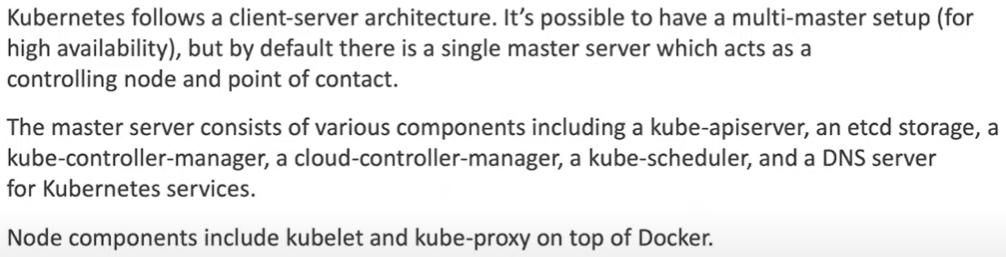 Kubernetes follows a client-server architecture. It’s possible to have a multi-master setup (for
high availability), but by default there is a single master server which acts as a
controlling node and point of contact.
The master server consists of various components including a kube-apiserver, an etcd storage, a
kube-controller-manager, a cloud-controller-manager, a kube-scheduler, and a DNS server
for Kubernetes services.
Node components include kubelet and kube-proxy on top of Docker.